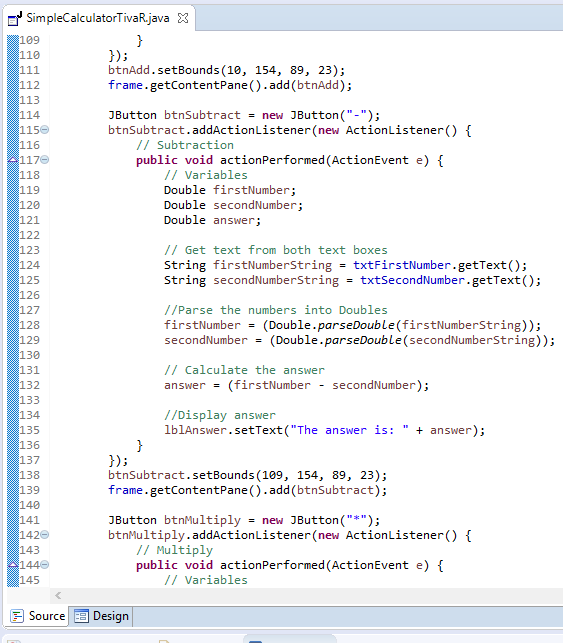 SimpleCalculatorTivaR.java
109 }
110 });
111 btnAdd.setBounds(10, 154, 89, 23);
112 frame.getContentPane().add(btnAdd);
113
114 JButton btnSubtract = new JButton("-");
115 btnSubtract.addActionListener(new ActionListener() {
116 // Subtraction
117 public void actionPerformed(ActionEvent e) {
118 // Variables
119 Double firstNumber;
120 Double secondNumber;
121 Double answer;
122
123 // Get text from both text boxes
124 String firstNumberString = txtFirstNumber.getText();
125 String secondNumberString = txtSecondNumber.getText();
126
127 //Parse the numbers into Doubles
128 firstNumber = (Double.parseDouble(firstNumberString));
129 secondNumber = (Double.parseDouble(secondNumberString));
130
131 // Calculate the answer
132 answer = (firstNumber - secondNumber);
133
134 //Display answer
135 lblAnswer.setText("The answer is: " + answer);
136 }
137 });
138 btnSubtract.setBounds(109, 154, 89, 23);
139 frame.getContentPane().add(btnSubtract);
140
141 JButton btnMultiply = new JButton("*");
142 btnMultiply.addActionListener(new ActionListener() {
143 // Multiply
144 public void actionPerformed(ActionEvent e) {
145 // Variables
Source Design